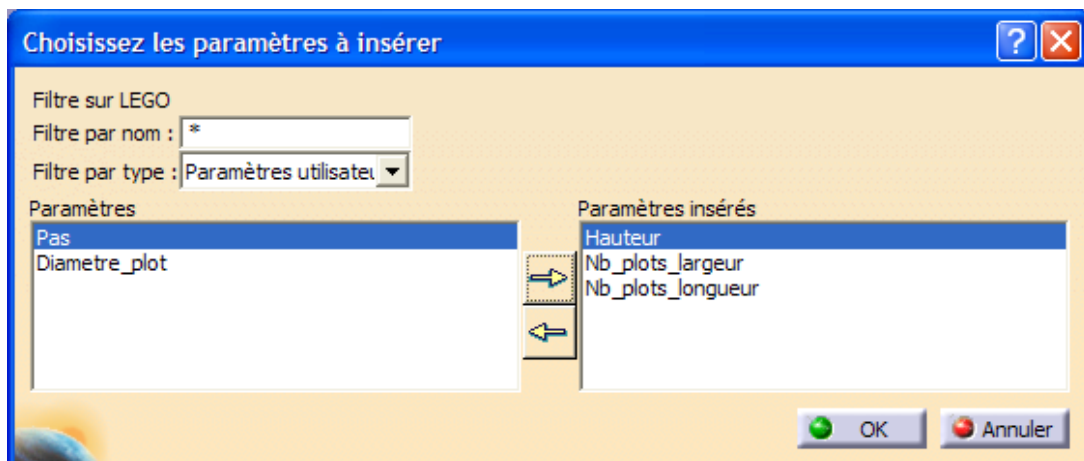 Choisissez les paramètres à insérer
Filtre sur LEGO
Filtre par nom : *
Filtre par type : Paramètres utilisateu
Paramètres
Pas
Diametre_plot
Paramètres insérés
Hauteur
Nb_plots_largeur
Nb_plots_longueur
OK
Annuler